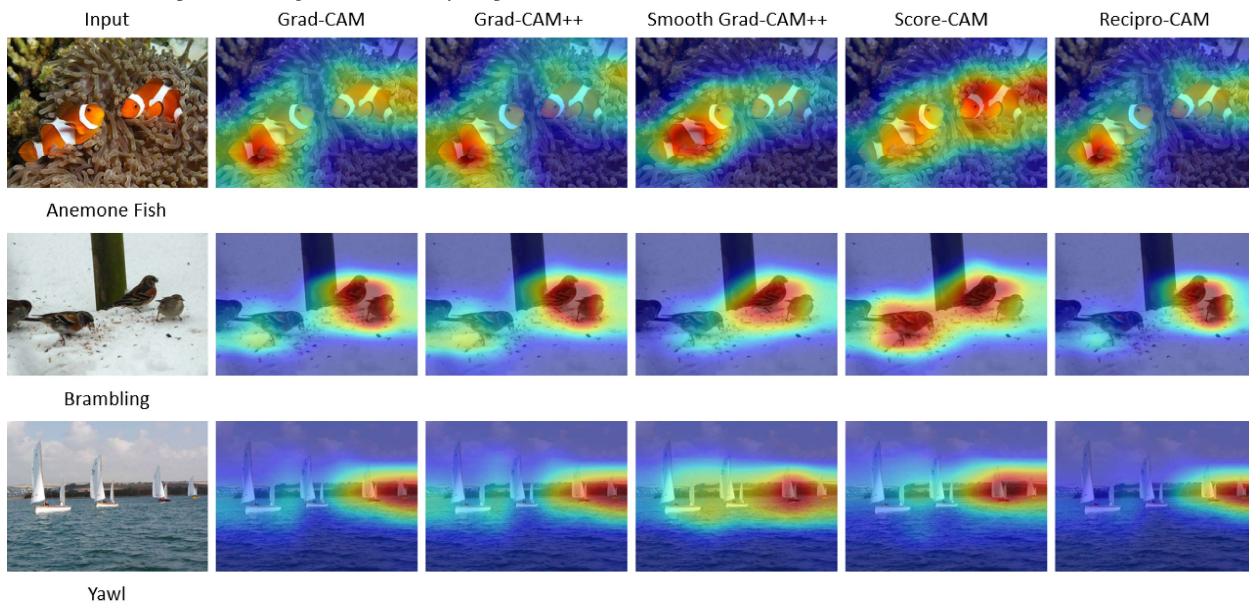 Input Grad-CAM Grad-CAM++ Smooth Grad-CAM++ Score-CAM Recipro-CAM
Anemone Fish
Brambling
Yawl